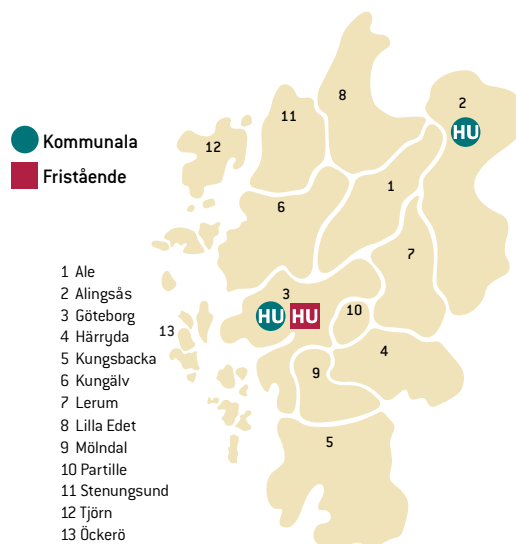 8
2
11
HU
Kommunala
12
Fristående
1
6
7
1 Ale
3
2 Alingsås
3 Göteborg
HU
HU
10
13
4 Härryda
4
5 Kungsbacka
9
6 Kungälv
7 Lerum
8 Lilla Edet
5
9 Mölndal
10 Partille
11 Stenungsund
12 Tjörn
13 Öckerö